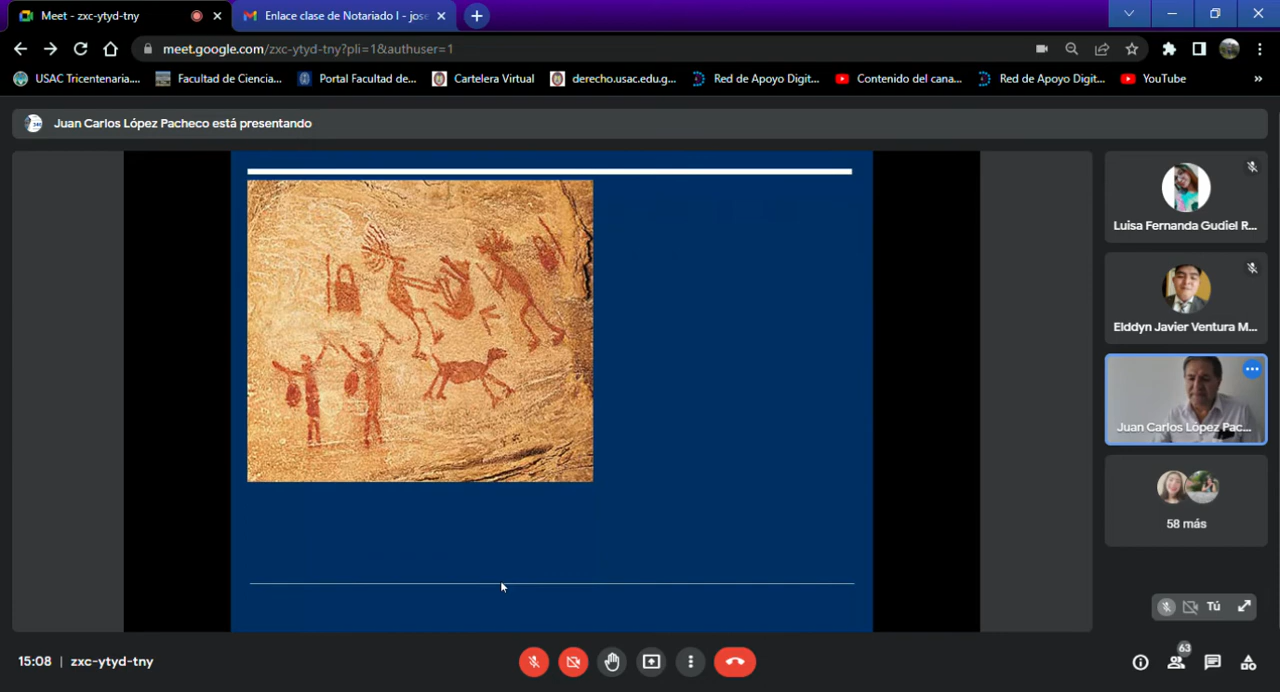 Meet - zxc-ytyd-tny
Enlace clase de Notariado I - jose
meet.google.com/zxc-ytyd-tny?pli=1&authuser=1
USAC Tricentenaria....
Facultad de Ciencia...
Portal Facultad de...
Cartelera Virtual
derecho.usac.edu.g...
Red de Apoyo Digit...
Contenido del cana...
Red de Apoyo Digit...
YouTube
»
Juan Carlos López Pacheco está presentando
Luisa Fernanda Gudiel R...
Elddyn Javier Ventura M...
Juan Carlos López Pac...
58 más
Tú
15:08 | zxc-ytyd-tny
63